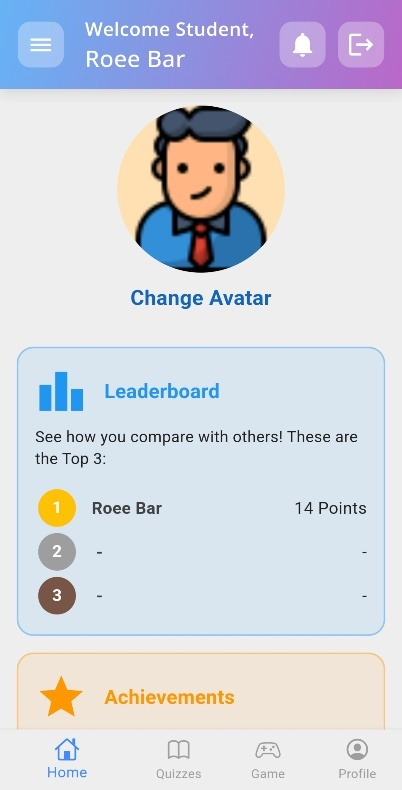 Welcome Student,
Roee Bar
Change Avatar
Leaderboard
See how you compare with others! These are
the Top 3:
1 Roee Bar 14 Points
2 - -
3 - -
Achievements
Home Quizzes Game Profile